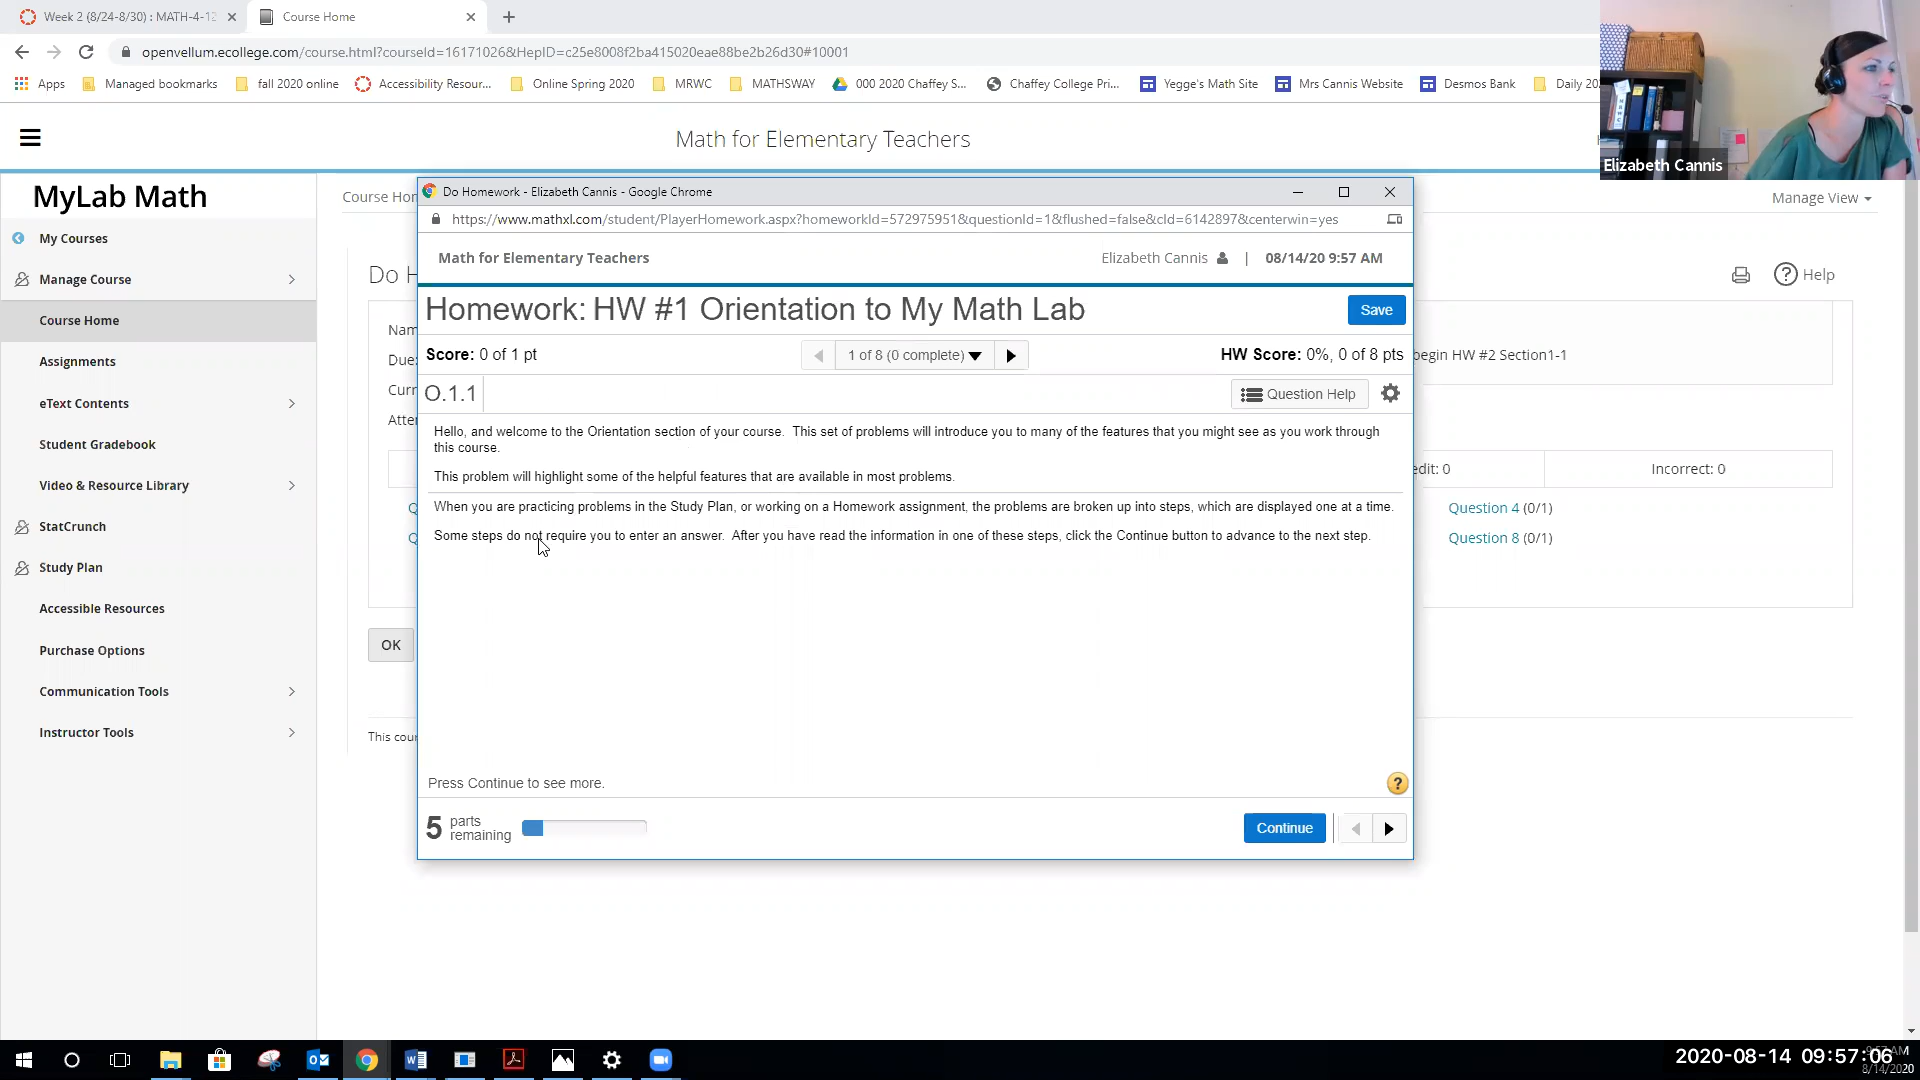 Week 2 (8/24-8/30) : MATH-4-12
Course Home
openvellum.ecollege.com/course.html?courseId=16171026&HepID=c25e8008f2ba415020eae88be2b26d30#10001
Apps
Managed bookmarks
fall 2020 online
Accessibility Resour...
Online Spring 2020
MRWC
MATHSWAY
000 2020 Chaffey S...
Chaffey College Pri...
Yegge's Math Site
Mrs Cannis Website
Desmos Bank
Daily 202
Elizabeth Cannis
Math for Elementary Teachers
MyLab Math
My Courses
Manage Course
Course Home
Assignments
eText Contents
Student Gradebook
Video & Resource Library
StatCrunch
Study Plan
Accessible Resources
Purchase Options
Communication Tools
Instructor Tools
Course Hom
Manage View
Do H
Help
Nam
Due:
Curr
Atte
begin HW #2 Section1-1
edit: 0
Incorrect: 0
Q
Question 4 (0/1)
Q
Question 8 (0/1)
OK
This cour
Do Homework - Elizabeth Cannis - Google Chrome
https://www.mathxl.com/student/PlayerHomework.aspx?homeworkId=572975951&questionId=1&flushed=false&cId=6142897&centerwin=yes
Math for Elementary Teachers
Elizabeth Cannis | 08/14/20 9:57 AM
Homework: HW #1 Orientation to My Math Lab
Save
Score: 0 of 1 pt
1 of 8 (0 complete)
HW Score: 0%, 0 of 8 pts
O.1.1
Question Help
Hello, and welcome to the Orientation section of your course. This set of problems will introduce you to many of the features that you might see as you work through
this course.
This problem will highlight some of the helpful features that are available in most problems.
When you are practicing problems in the Study Plan, or working on a Homework assignment, the problems are broken up into steps, which are displayed one at a time.
Some steps do not require you to enter an answer. After you have read the information in one of these steps, click the Continue button to advance to the next step.
Press Continue to see more.
?
5 parts
remaining
Continue
2020-08-14 09:57:06
8/14/2020